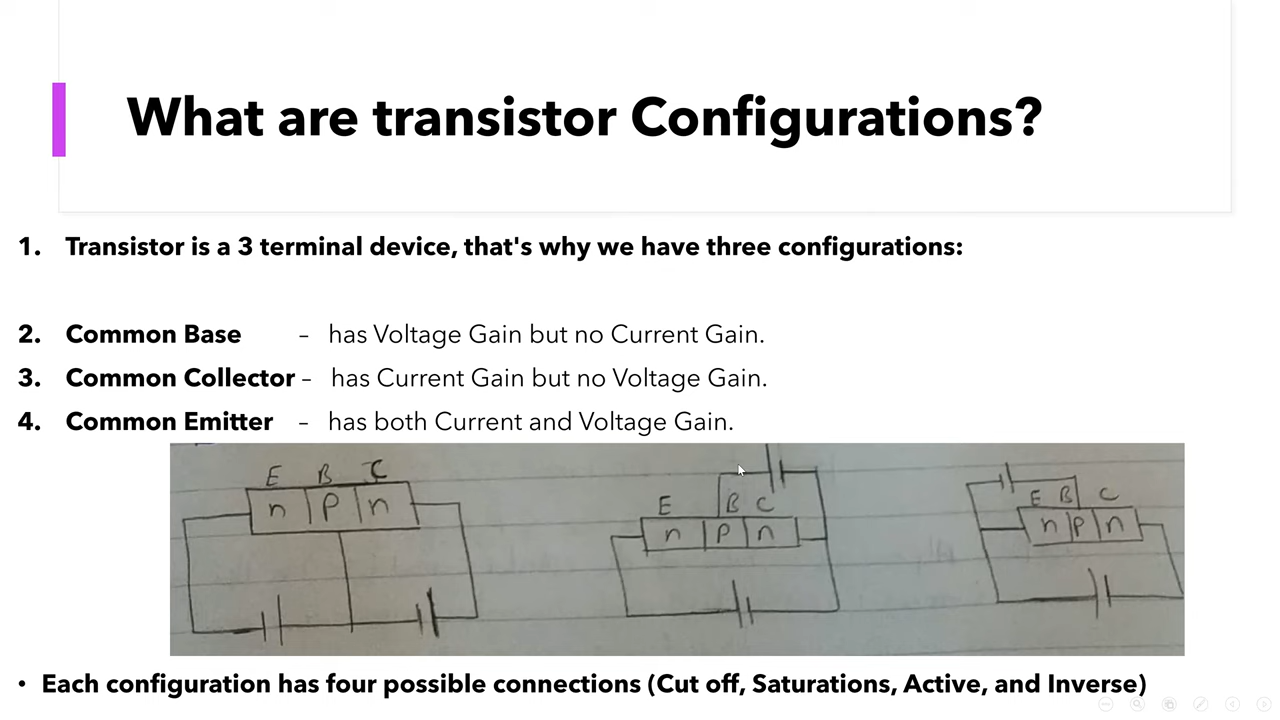 What are transistor Configurations?
1. Transistor is a 3 terminal device, that's why we have three configurations:
2. Common Base – has Voltage Gain but no Current Gain.
3. Common Collector – has Current Gain but no Voltage Gain.
4. Common Emitter – has both Current and Voltage Gain.
E B C
n P n
E B C
n P n
E B C
n P n
• Each configuration has four possible connections (Cut off, Saturations, Active, and Inverse)